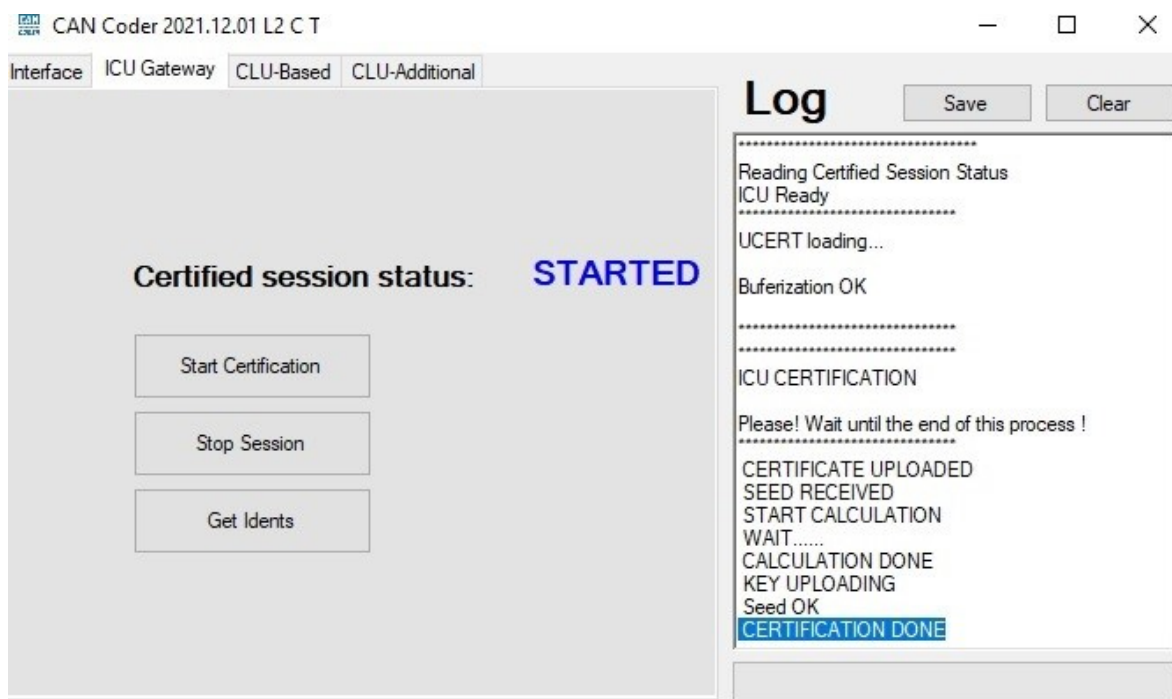 CAN Coder 2021.12.01 L2 C T
Interface ICU Gateway CLU-Based CLU-Additional
Certified session status: STARTED
Start Certification
Stop Session
Get Idents
Log Save Clear
**********************************
Reading Certified Session Status
ICU Ready
*******************************
UCERT loading...
Buferization OK
*******************************
*******************************
ICU CERTIFICATION
Please! Wait until the end of this process !
*******************************
CERTIFICATE UPLOADED
SEED RECEIVED
START CALCULATION
WAIT......
CALCULATION DONE
KEY UPLOADING
Seed OK
CERTIFICATION DONE